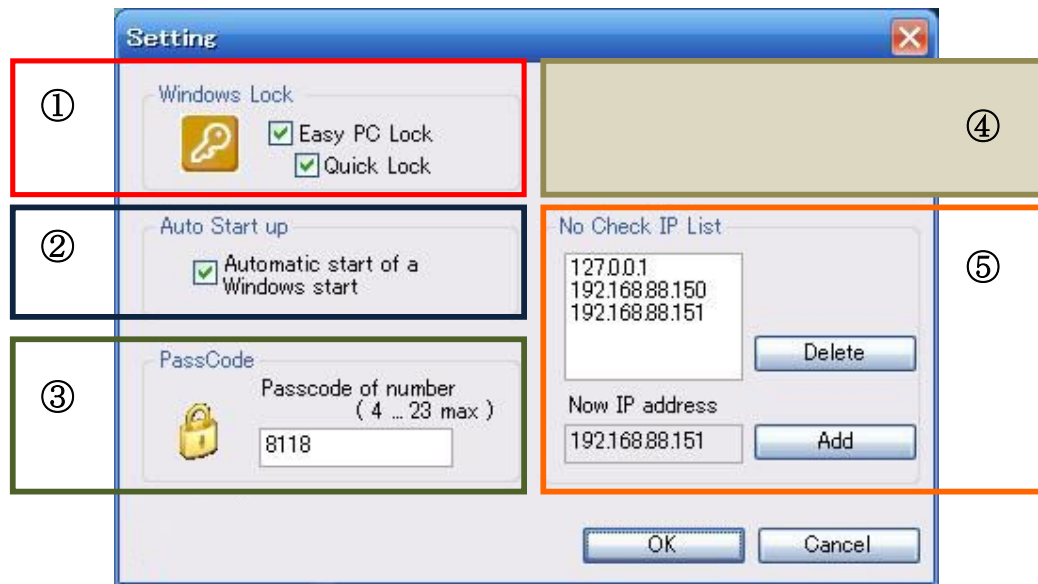 Setting
①
Windows Lock
Easy PC Lock
Quick Lock
②
Auto Start up
Automatic start of a
Windows start
③
PassCode
Passcode of number
( 4 ... 23 max )
8118
④
⑤
No Check IP List
127.0.0.1
192.168.88.150
192.168.88.151
Delete
Now IP address
192.168.88.151
Add
OK
Cancel